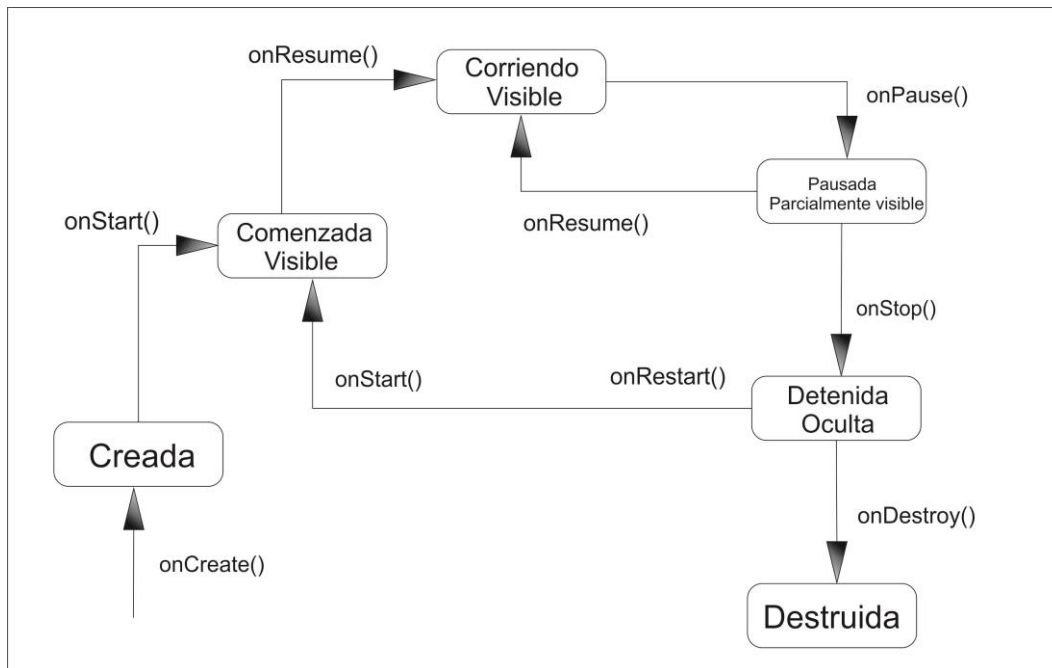 onResume()
Corriendo
Visible
onPause()
Pausada
Parcialmente visible
onResume()
onStart()
Comenzada
Visible
onStop()
onStart()
onRestart()
Detenida
Oculta
Creada
onDestroy()
onCreate()
Destruida